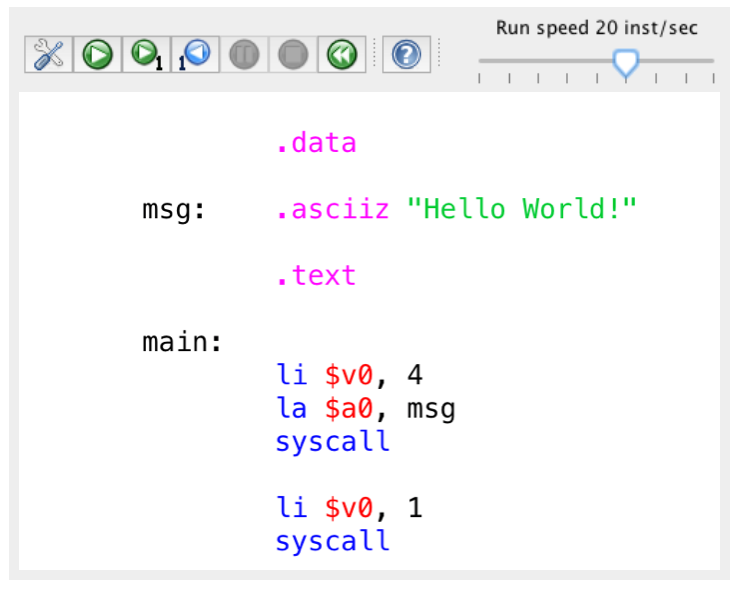 Run speed 20 inst/sec
1 1
.data
msg: .asciiz "Hello World!"
.text
main:
li $v0, 4
la $a0, msg
syscall
li $v0, 1
syscall